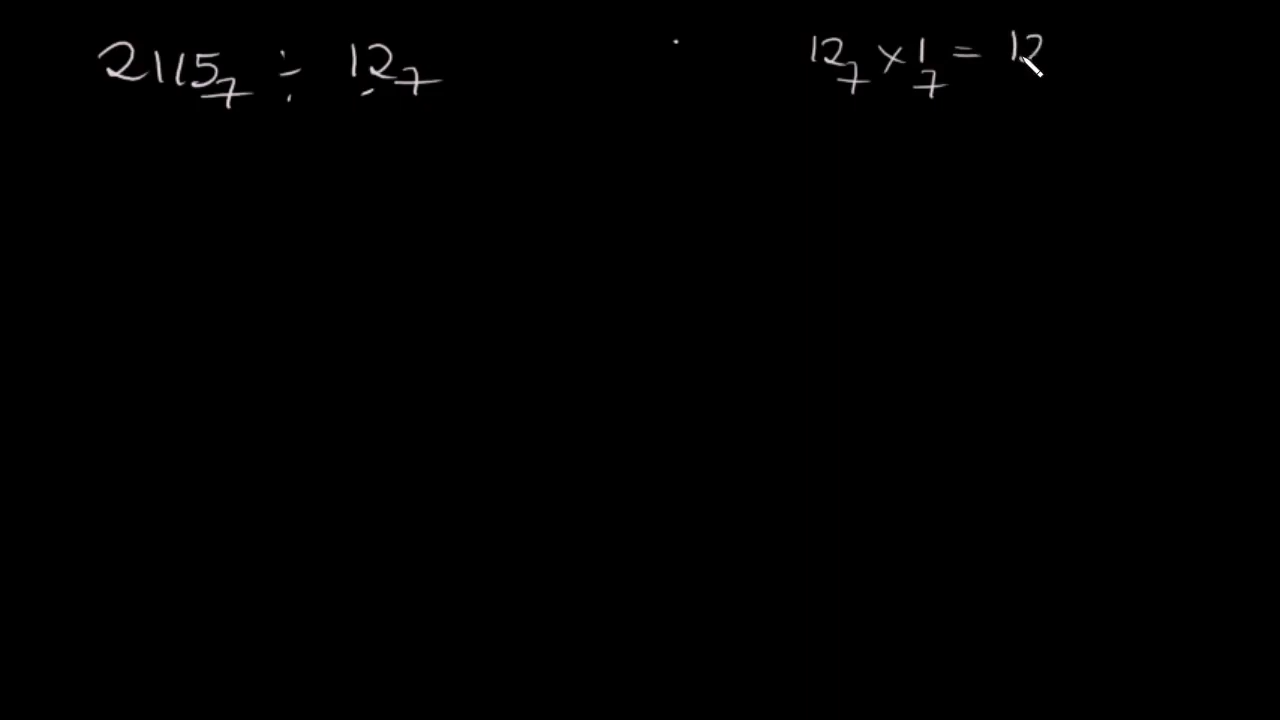 2115₇ ÷ 12₇
12₇ × 1₇ = 12